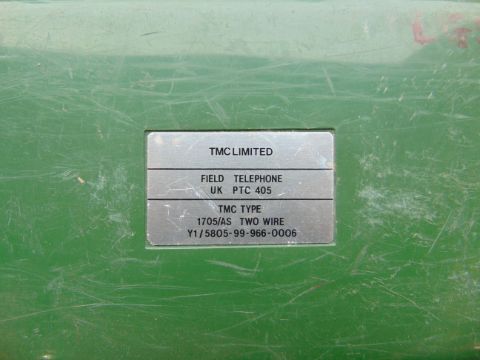 TMC LIMITED
FIELD TELEPHONE
UK PTC 405
TMC TYPE
1705/AS TWO WIRE
Y1/5805-99-966-0006